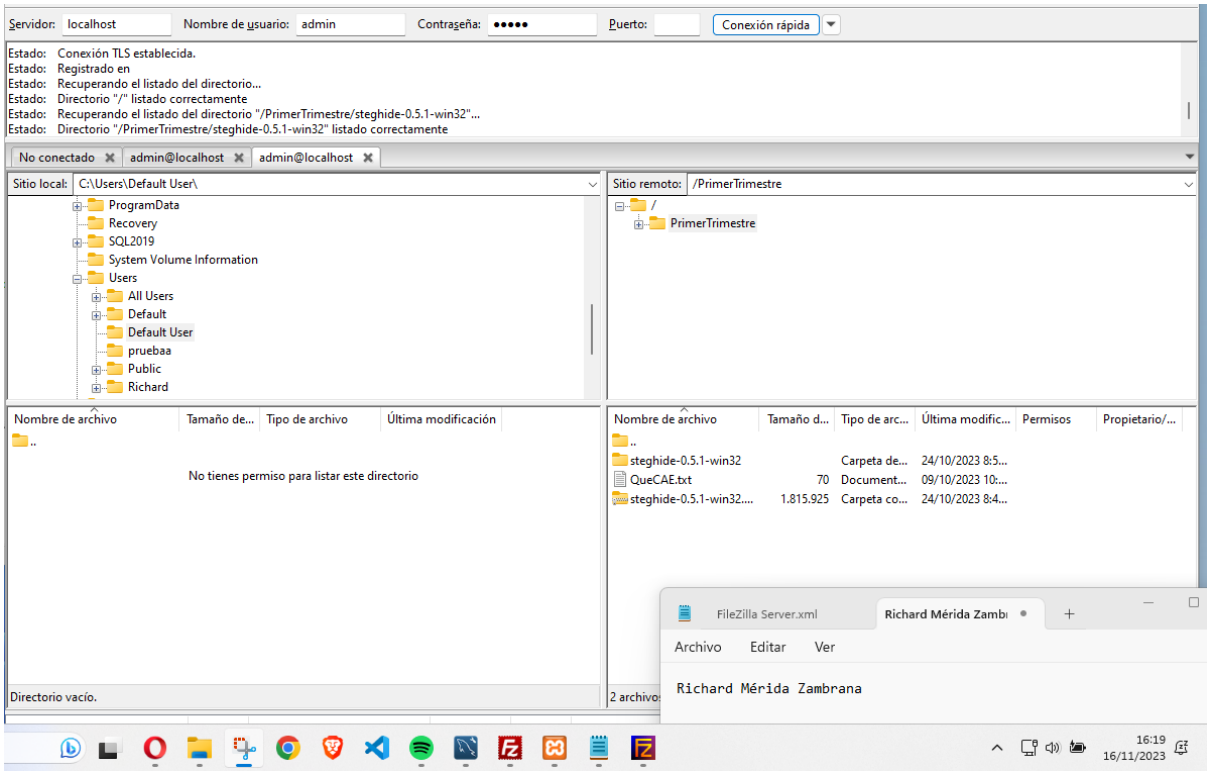 Servidor: localhost Nombre de usuario: admin Contraseña: ●●●●● Puerto: Conexión rápida
Estado: Conexión TLS establecida.
Estado: Registrado en
Estado: Recuperando el listado del directorio...
Estado: Directorio "/" listado correctamente
Estado: Recuperando el listado del directorio "/PrimerTrimestre/steghide-0.5.1-win32"...
Estado: Directorio "/PrimerTrimestre/steghide-0.5.1-win32" listado correctamente
No conectado admin@localhost admin@localhost
Sitio local: C:\Users\Default User\
ProgramData
Recovery
SQL2019
System Volume Information
Users
All Users
Default
Default User
pruebaa
Public
Richard
Sitio remoto: /PrimerTrimestre
/
PrimerTrimestre
Nombre de archivo Tamaño de... Tipo de archivo Última modificación
..
No tienes permiso para listar este directorio
Directorio vacío.
Nombre de archivo Tamaño d... Tipo de arc... Última modific... Permisos Propietario/...
..
steghide-0.5.1-win32 Carpeta de... 24/10/2023 8:5...
QueCAE.txt 70 Document... 09/10/2023 10:...
steghide-0.5.1-win32.... 1.815.925 Carpeta co... 24/10/2023 8:4...
2 archivo
FileZilla Server.xml Richard Mérida Zambr
Archivo Editar Ver
Richard Mérida Zambrana
16:19
16/11/2023